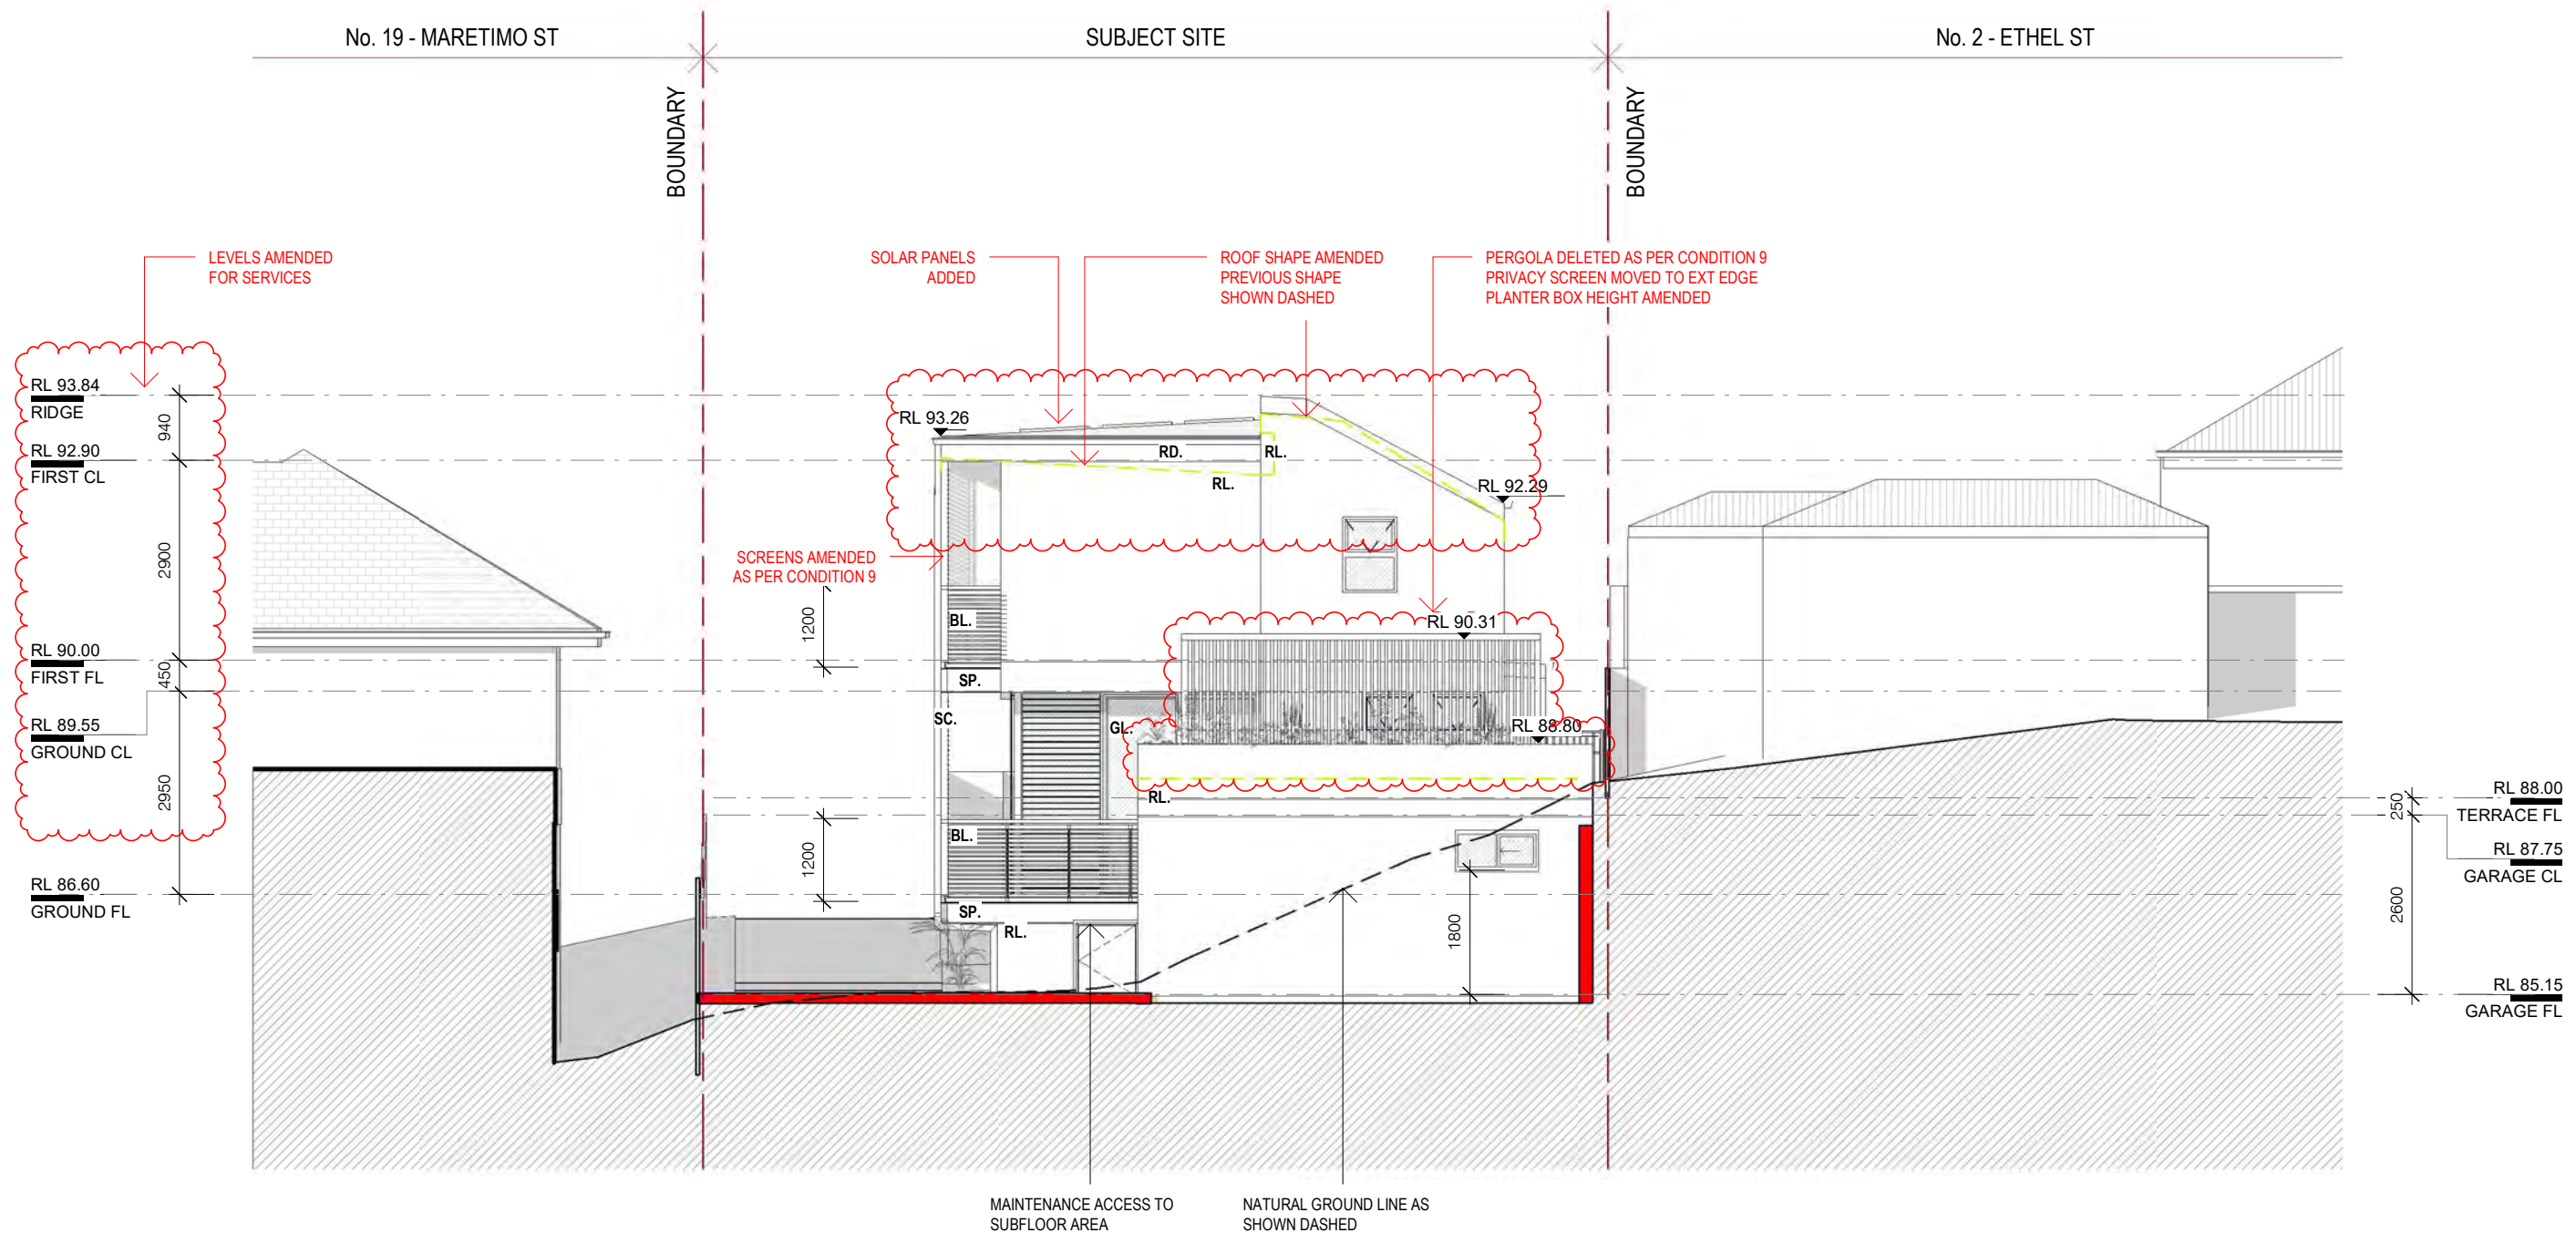 No. 19 - MARETIMO ST
SUBJECT SITE
No. 2 - ETHEL ST
BOUNDARY
BOUNDARY
LEVELS AMENDED
FOR SERVICES
SOLAR PANELS
ADDED
ROOF SHAPE AMENDED
PREVIOUS SHAPE
SHOWN DASHED
PERGOLA DELETED AS PER CONDITION 9
PRIVACY SCREEN MOVED TO EXT EDGE
PLANTER BOX HEIGHT AMENDED
RL 93.84
RIDGE
940
RL 92.90
FIRST CL
2900
RL 90.00
FIRST FL
450
RL 89.55
GROUND CL
2950
RL 86.60
GROUND FL
RL 93.26
RD.
RL.
RL.
RL 92.29
SCREENS AMENDED
AS PER CONDITION 9
1200
BL.
RL 90.31
SP.
SC.
GL.
RL 88.80
RL.
BL.
1200
SP.
RL.
1800
RL 88.00
TERRACE FL
250
RL 87.75
GARAGE CL
2600
RL 85.15
GARAGE FL
MAINTENANCE ACCESS TO
SUBFLOOR AREA
NATURAL GROUND LINE AS
SHOWN DASHED